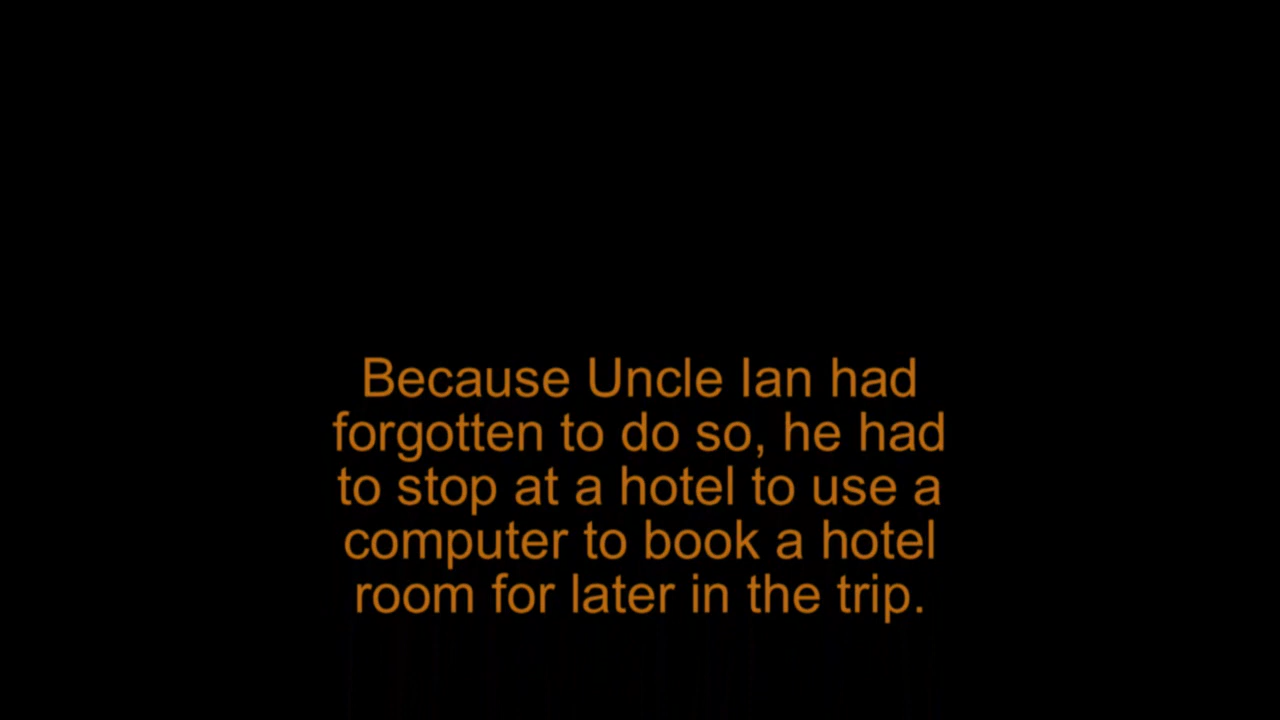 Because Uncle Ian had
forgotten to do so, he had
to stop at a hotel to use a
computer to book a hotel
room for later in the trip.